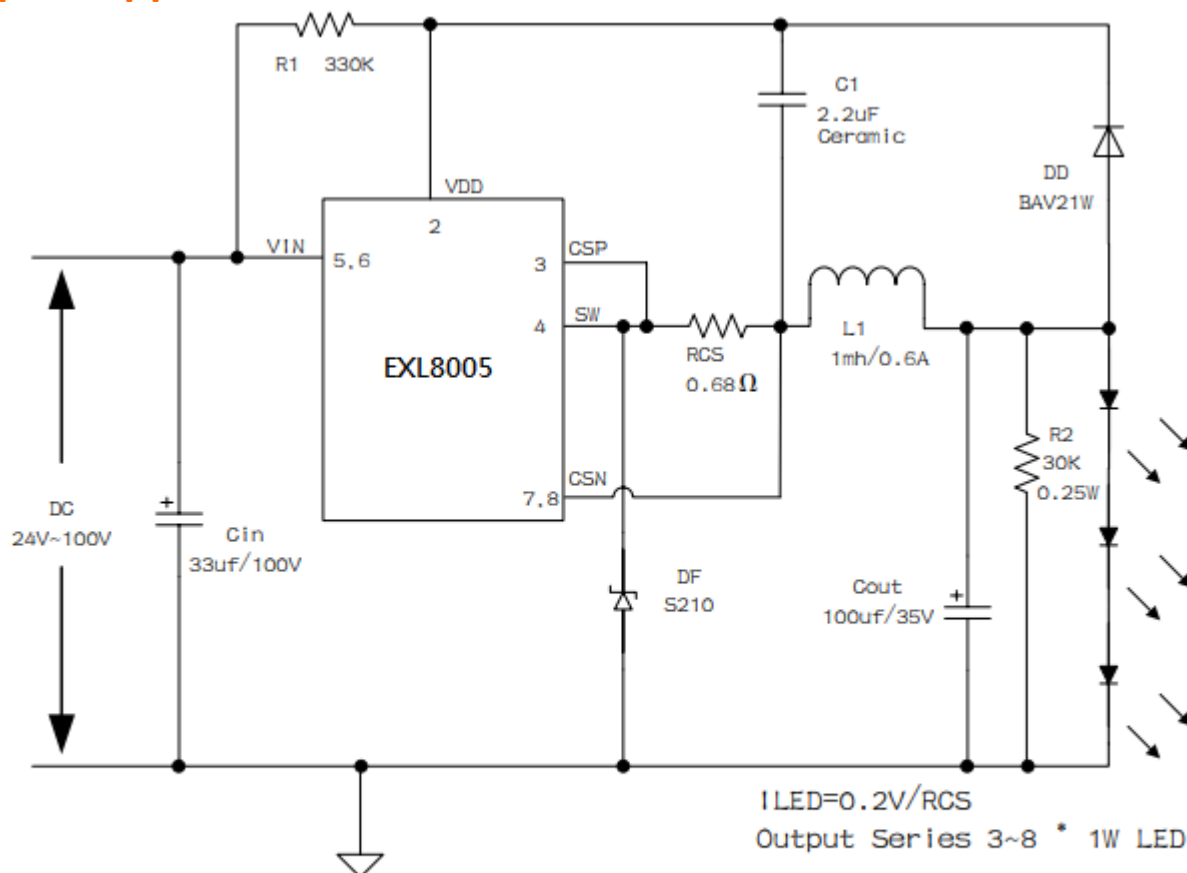 R1 330K
C1
2.2uF
Ceramic
DD
BAV21W
VDD
2
VIN
5,6
CSP
3
SW
4
EXL8005
RCS
0.68Ω
L1
1mh/0.6A
CSN
7,8
R2
30K
0.25W
DC
24V~100V
Cin
33uf/100V
+
DF
S210
Cout
100uf/35V
+
ILED=0.2V/RCS
Output Series 3~8 * 1W LED